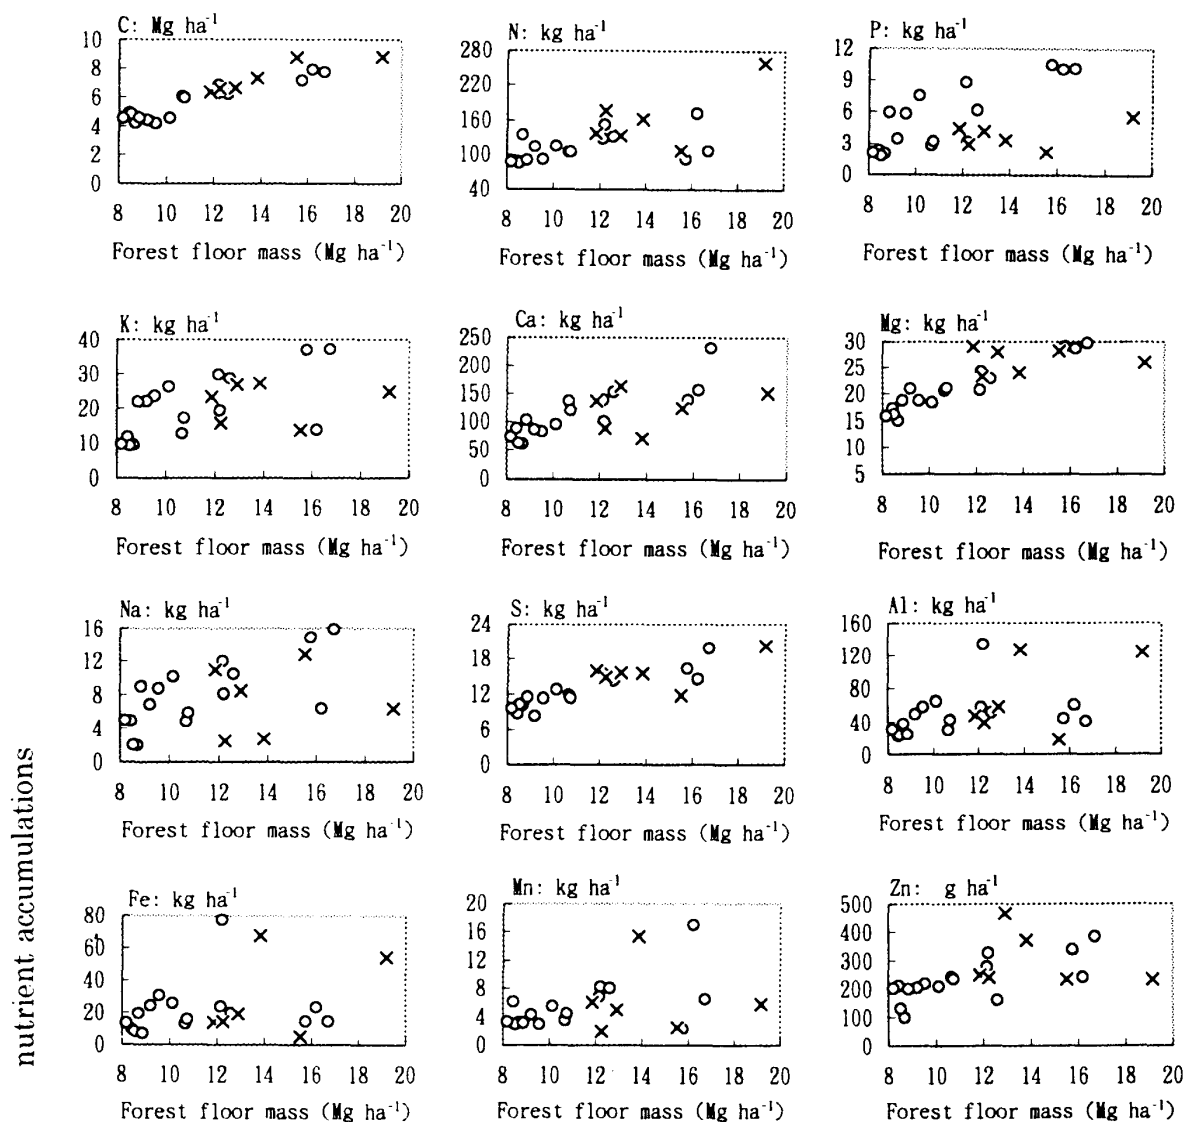 C: Mg ha⁻¹
10
8
6
4
2
0
8 10 12 14 16 18 20
Forest floor mass (Mg ha⁻¹)
N: kg ha⁻¹
280
220
160
100
40
8 10 12 14 16 18 20
Forest floor mass (Mg ha⁻¹)
P: kg ha⁻¹
12
9
6
3
0
8 10 12 14 16 18 20
Forest floor mass (Mg ha⁻¹)
K: kg ha⁻¹
40
30
20
10
0
8 10 12 14 16 18 20
Forest floor mass (Mg ha⁻¹)
Ca: kg ha⁻¹
250
200
150
100
50
0
8 10 12 14 16 18 20
Forest floor mass (Mg ha⁻¹)
Mg: kg ha⁻¹
30
25
20
15
10
5
8 10 12 14 16 18 20
Forest floor mass (Mg ha⁻¹)
Na: kg ha⁻¹
16
12
8
4
0
8 10 12 14 16 18 20
Forest floor mass (Mg ha⁻¹)
S: kg ha⁻¹
24
20
16
12
8
4
0
8 10 12 14 16 18 20
Forest floor mass (Mg ha⁻¹)
Al: kg ha⁻¹
160
120
80
40
0
8 10 12 14 16 18 20
Forest floor mass (Mg ha⁻¹)
Fe: kg ha⁻¹
80
60
40
20
0
8 10 12 14 16 18 20
Forest floor mass (Mg ha⁻¹)
Mn: kg ha⁻¹
20
16
12
8
4
0
8 10 12 14 16 18 20
Forest floor mass (Mg ha⁻¹)
Zn: g ha⁻¹
500
400
300
200
100
0
8 10 12 14 16 18 20
Forest floor mass (Mg ha⁻¹)
nutrient accumulations